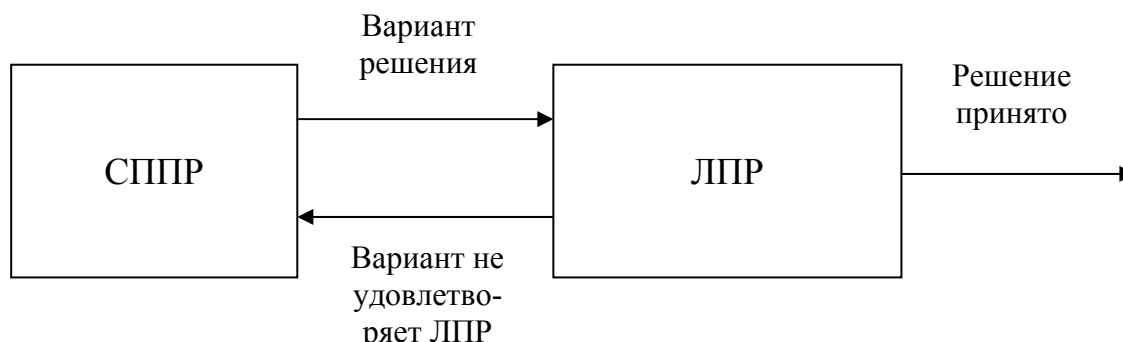 Вариант
решения
Решение
принято
СППР
ЛПР
Вариант не
удовлетво-
ряет ЛПР